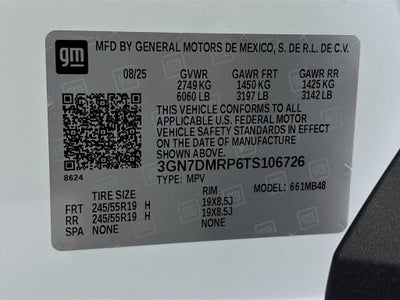 gm MFD BY GENERAL MOTORS DE MEXICO, S. DE R.L. DE C.V.
08/25 GVWR GAWR FRT GAWR RR
2749 KG 1450 KG 1425 KG
6060 LB 3197 LB 3142 LB
THIS VEHICLE CONFORMS TO ALL APPLICABLE
U.S. FEDERAL MOTOR
VEHICLE SAFETY STANDARDS IN EFFECT
ON THE DATE OF MANUFACTURE
SHOWN ABOVE.
8624
3GN7DMRP6TS106726
TYPE: MPV MODEL: 661MB48
TIRE SIZE RIM
FRT 245/55R19 H 19X8.5J
RR 245/55R19 H 19X8.5J
SPA NONE NONE